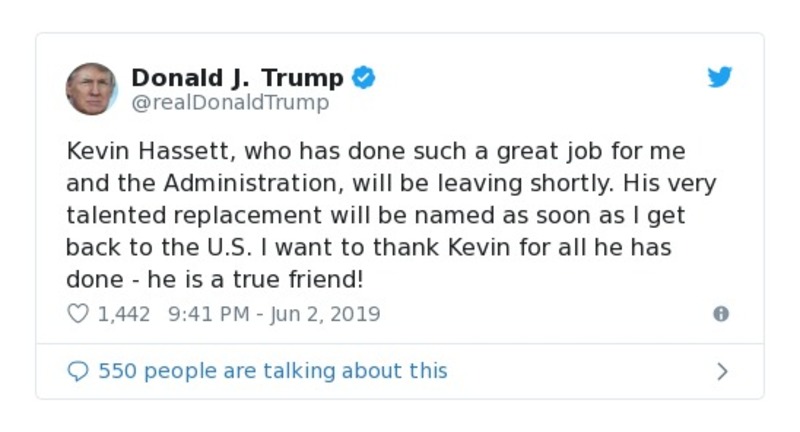 Donald J. Trump
@realDonaldTrump
Kevin Hassett, who has done such a great job for me
and the Administration, will be leaving shortly. His very
talented replacement will be named as soon as I get
back to the U.S. I want to thank Kevin for all he has
done - he is a true friend!
1,442 9:41 PM - Jun 2, 2019
550 people are talking about this